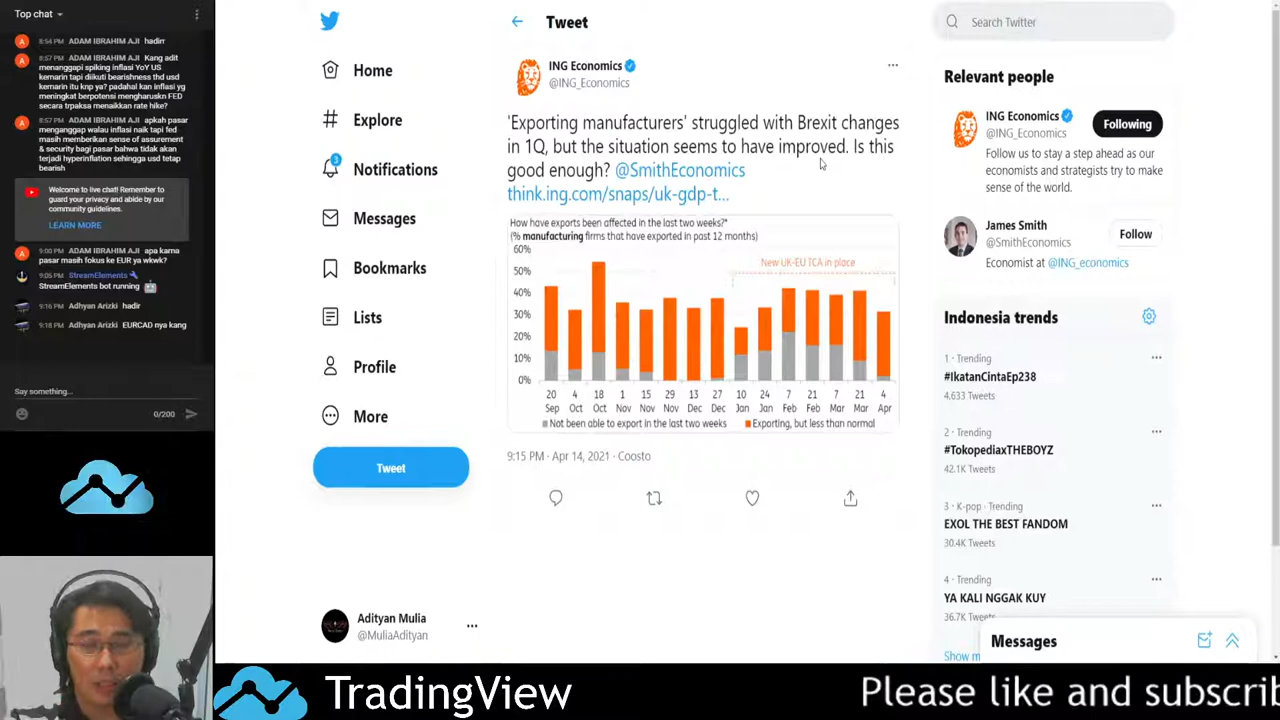 Top chat
8:54 PM ADAM IBRAHIM AJI hadirr
8:57 PM ADAM IBRAHIM AJI Kang adit
menanggapi spiking inflasi YoY US
kemarin tapi diikuti bearishness thd usd
kemarin itu knp ya? padahal kan inflasi yg
meningkat berpotensi mengharuskn FED
secara trpaksa menaikkan rate hike?
8:57 PM ADAM IBRAHIM AJI apkah pasar
menganggap walau inflasi naik tapi fed
masih memberikan sense of assurement
& security bagi pasar bahwa tidak akan
terjadi hyperinflation sehingga usd tetap
bearish
Welcome to live chat! Remember to
guard your privacy and abide by our
community guidelines.
LEARN MORE
9:00 PM ADAM IBRAHIM AJI apa karna
pasar masih fokus ke EUR ya wkwk?
9:05 PM StreamElements
StreamElements bot running
9:16 PM Adhyan Arizki hadir
9:18 PM Adhyan Arizki EURCAD nya kang
Say something...
0/200
Home
Explore
3
Notifications
Messages
Bookmarks
Lists
Profile
More
Tweet
Adityan Mulia
@MuliaAdityan
Tweet
ING Economics
@ING_Economics
'Exporting manufacturers' struggled with Brexit changes
in 1Q, but the situation seems to have improved. Is this
good enough? @SmithEconomics
think.ing.com/snaps/uk-gdp-t...
How have exports been affected in the last two weeks?*
(% manufacturing firms that have exported in past 12 months)
60%
50%
40%
30%
20%
10%
0%
New UK-EU TCA in place
20 4 18 1 15 29 13 27 10 24 7 21 7 21 4
Sep Oct Oct Nov Nov Nov Dec Dec Jan Jan Feb Feb Mar Mar Apr
Not been able to export in the last two weeks
Exporting, but less than normal
9:15 PM · Apr 14, 2021 · Coosto
Search Twitter
Relevant people
ING Economics
@ING_Economics
Following
Follow us to stay a step ahead as our
economists and strategists try to make
sense of the world.
James Smith
@SmithEconomics
Follow
Economist at @ING_economics
Indonesia trends
1 · Trending
#IkatanCintaEp238
4,633 Tweets
2 · Trending
#TokopediaxTHEBOYZ
42.1K Tweets
3 · K-pop · Trending
EXOL THE BEST FANDOM
30.4K Tweets
4 · Trending
YA KALI NGGAK KUY
36.7K Tweets
Show m
Messages
TradingView
Please like and subscrib